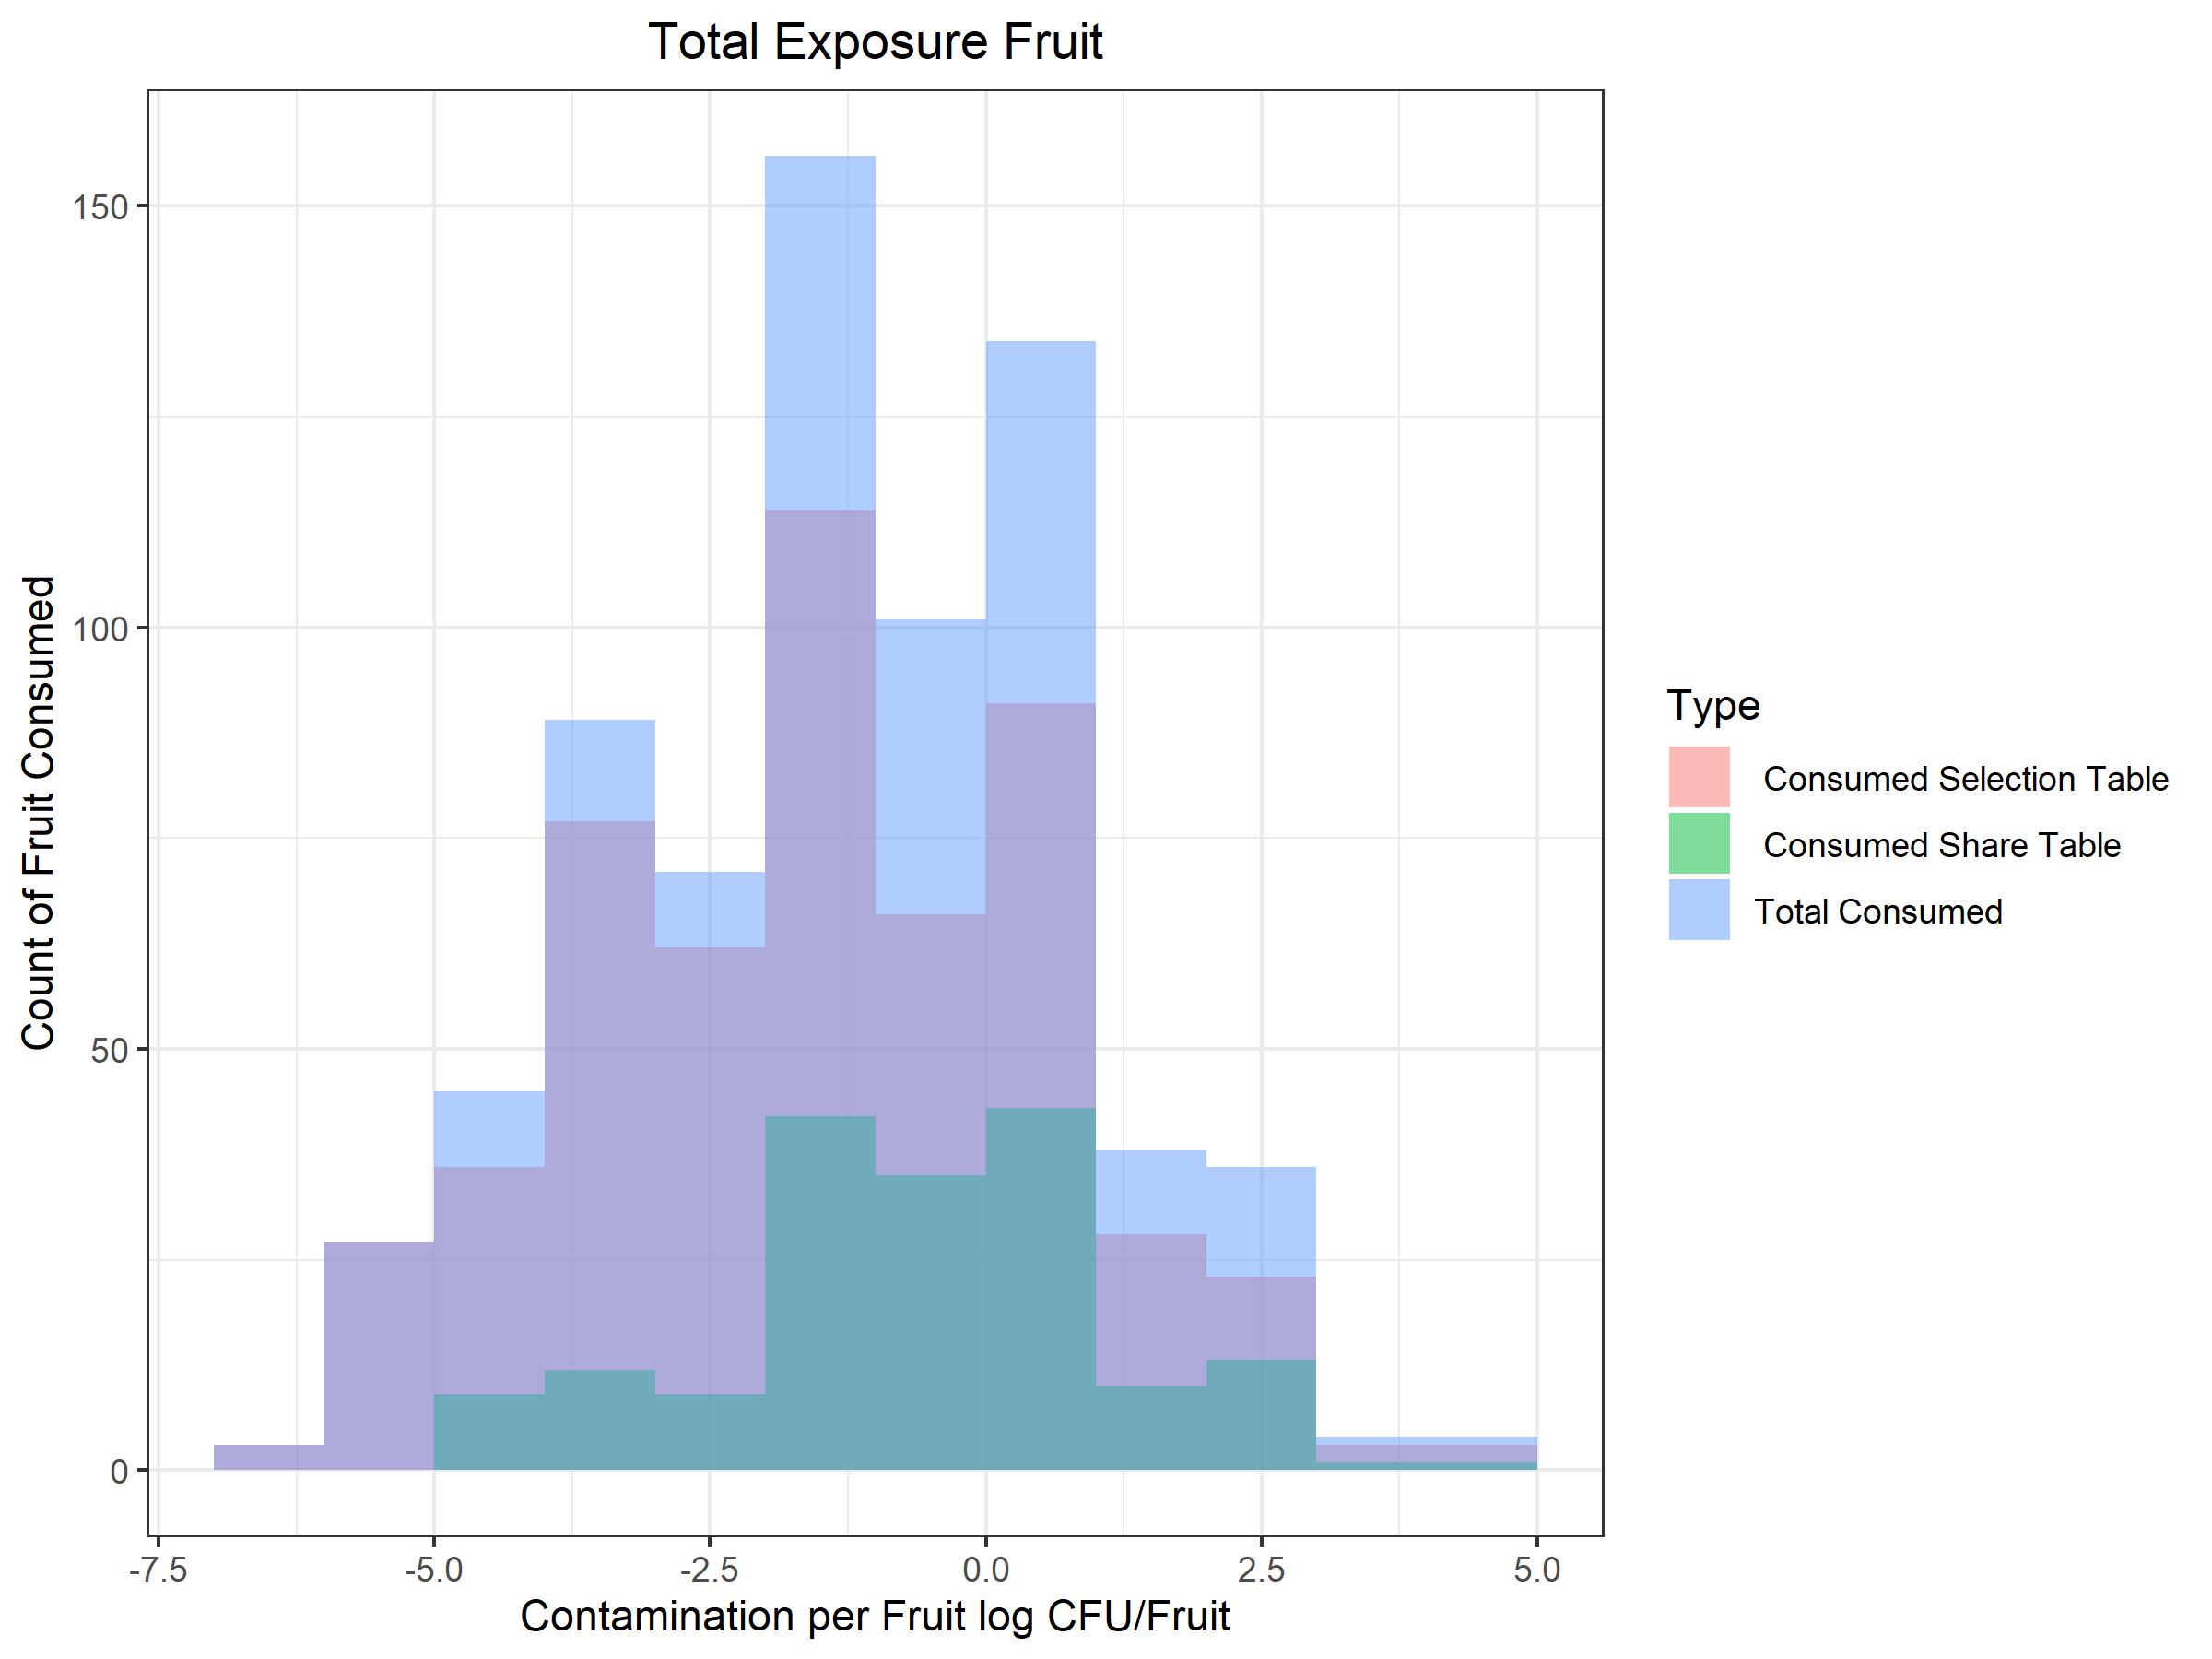 Total Exposure Fruit
150
100
50
0
Count of Fruit Consumed
-7.5 -5.0 -2.5 0.0 2.5 5.0
Contamination per Fruit log CFU/Fruit
Type
Consumed Selection Table
Consumed Share Table
Total Consumed